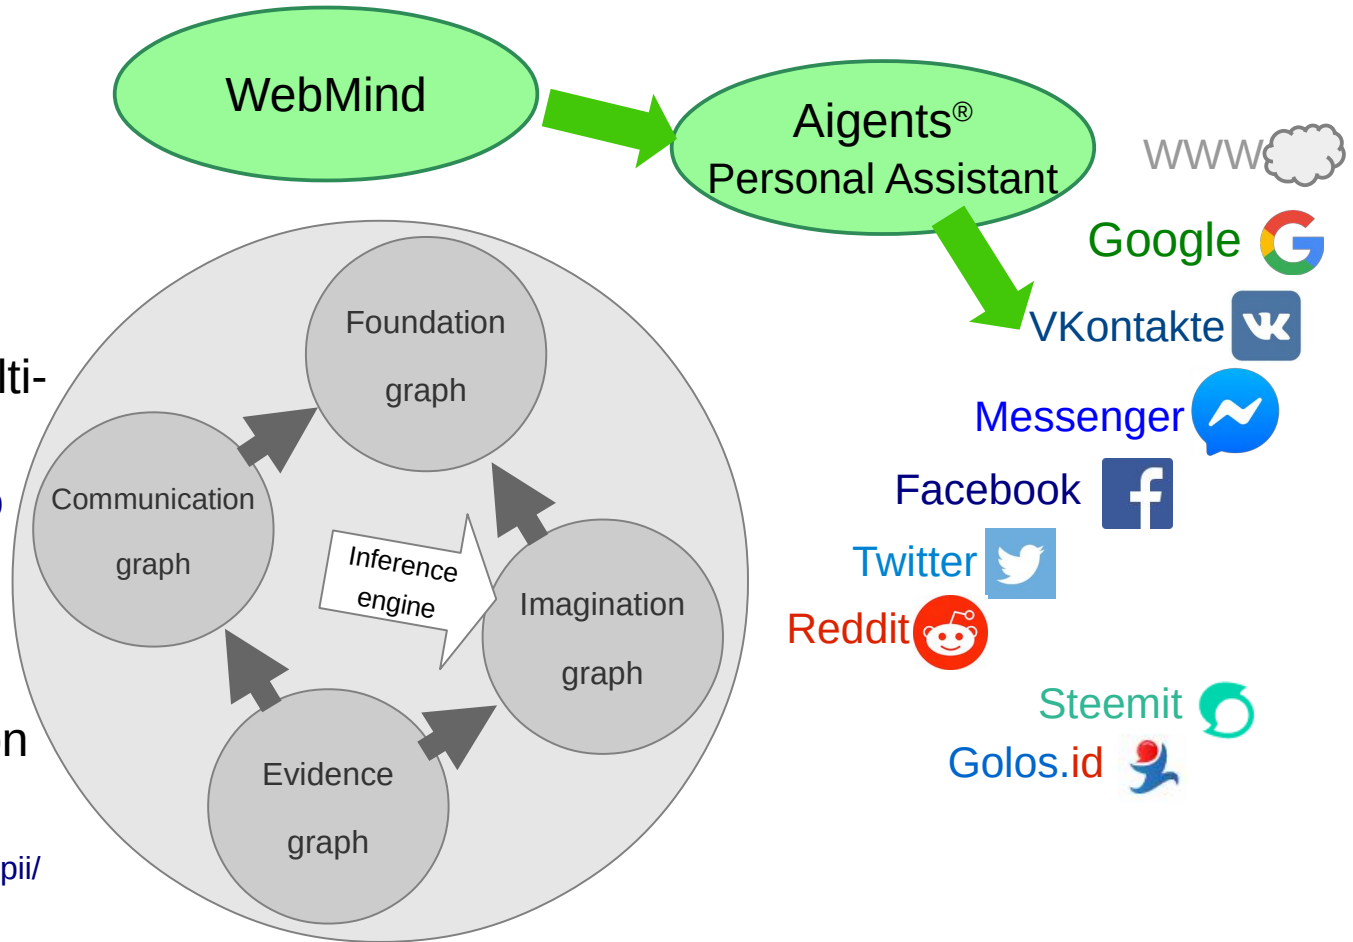 WebMind
Aigents®
Personal Assistant
WWW
Google
VKontakte
Messenger
Facebook
Twitter
Reddit
Steemit
Golos.id
Foundation
graph
Communication
graph
Inference
engine
Imagination
graph
Evidence
graph
lti-
n
pii/